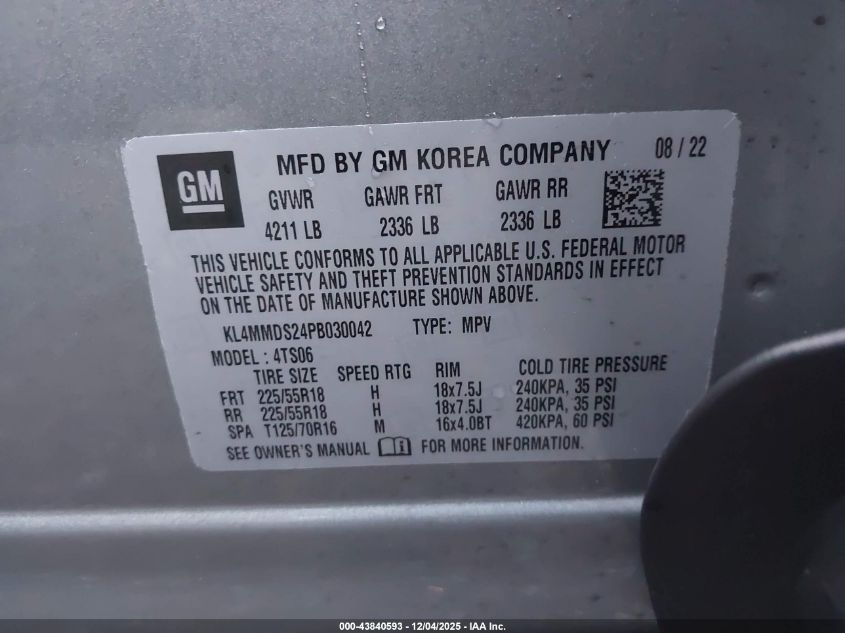 GM
MFD BY GM KOREA COMPANY 08 / 22
GVWR GAWR FRT GAWR RR
4211 LB 2336 LB 2336 LB
THIS VEHICLE CONFORMS TO ALL APPLICABLE U.S. FEDERAL MOTOR
VEHICLE SAFETY AND THEFT PREVENTION STANDARDS IN EFFECT
ON THE DATE OF MANUFACTURE SHOWN ABOVE.
KL4MMDS24PB030042 TYPE: MPV
MODEL : 4TS06
TIRE SIZE SPEED RTG RIM COLD TIRE PRESSURE
FRT 225/55R18 H 18x7.5J 240KPA, 35 PSI
RR 225/55R18 H 18x7.5J 240KPA, 35 PSI
SPA T125/70R16 M 16x4.0BT 420KPA, 60 PSI
SEE OWNER'S MANUAL FOR MORE INFORMATION.
000-43840593 - 12/04/2025 - IAA Inc.